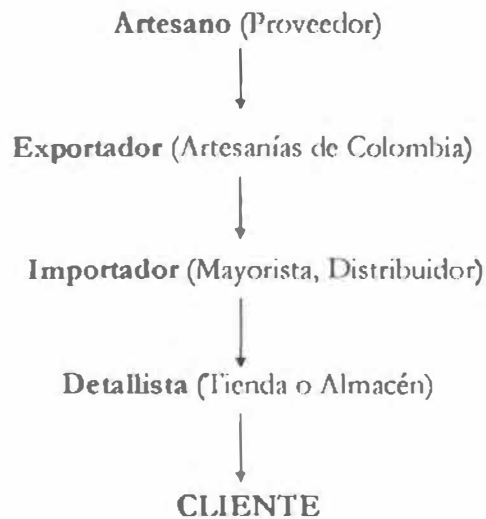 Artesano (Proveedor)
Exportador (Artesanías de Colombia)
Importador (Mayorista, Distribuidor)
Detallista (Tienda o Almacén)
CLIENTE